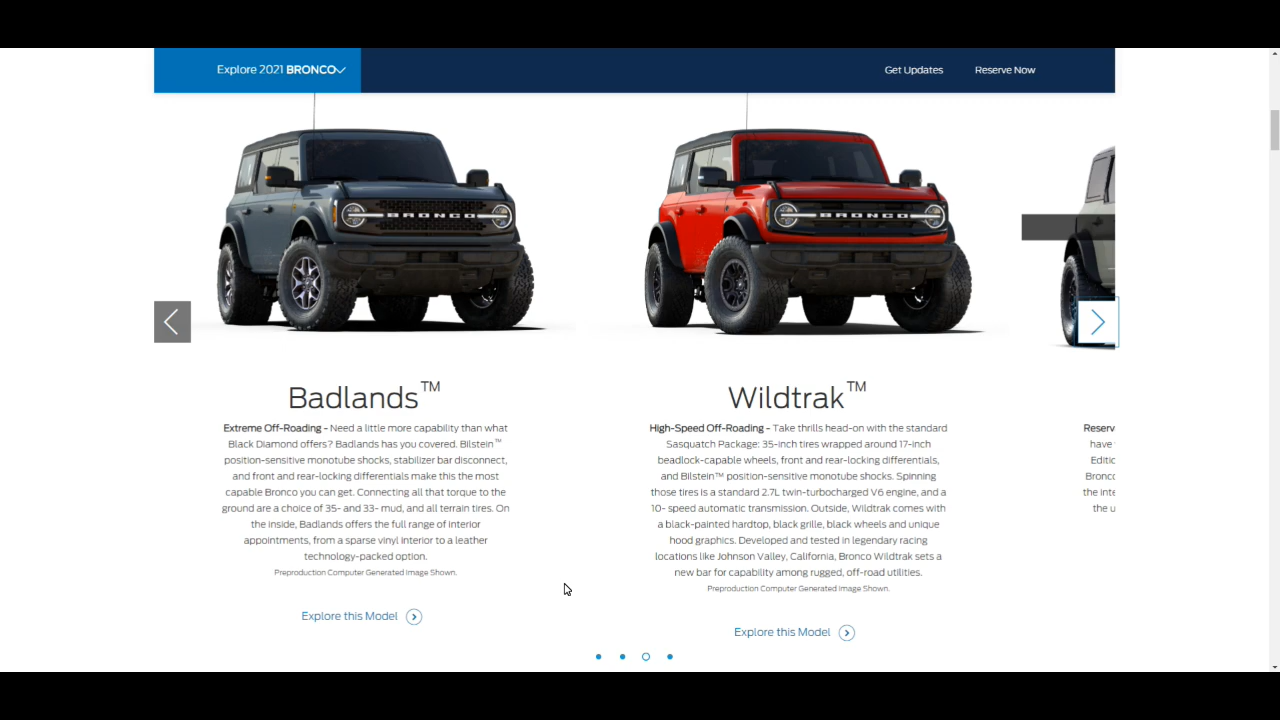 Explore 2021 BRONCO
Get Updates
Reserve Now
BRONCO
BRONCO
Badlands™
Extreme Off-Roading - Need a little more capability than what
Black Diamond offers? Badlands has you covered. Bilstein™
position-sensitive monotube shocks, stabilizer bar disconnect,
and front and rear-locking differentials make this the most
capable Bronco you can get. Connecting all that torque to the
ground are a choice of 35- and 33- mud, and all terrain tires. On
the inside, Badlands offers the full range of interior
appointments, from a sparse vinyl interior to a leather
technology-packed option.
Preproduction Computer Generated Image Shown.
Explore this Model
Wildtrak™
High-Speed Off-Roading - Take thrills head-on with the standard
Sasquatch Package: 35-inch tires wrapped around 17-inch
beadlock-capable wheels, front and rear-locking differentials,
and Bilstein™ position-sensitive monotube shocks. Spinning
those tires is a standard 2.7L twin-turbocharged V6 engine, and a
10- speed automatic transmission. Outside, Wildtrak comes with
a black-painted hardtop, black grille, black wheels and unique
hood graphics. Developed and tested in legendary racing
locations like Johnson Valley, California, Bronco Wildtrak sets a
new bar for capability among rugged, off-road utilities.
Preproduction Computer Generated Image Shown.
Explore this Model
Reserv
have
Editic
Bronc
the inte
the u